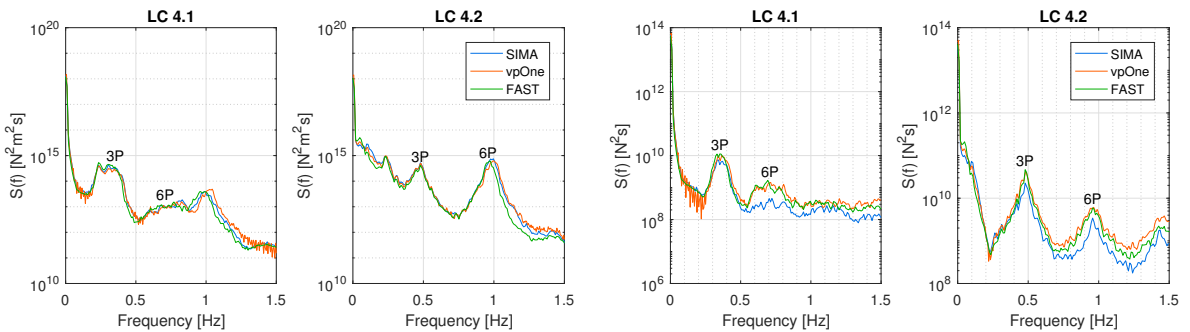 LC 4.1
10^20
10^15
10^10
S(f) [N^2m^2s]
3P
6P
0
0.5
1
1.5
Frequency [Hz]
LC 4.2
10^20
10^15
10^10
S(f) [N^2m^2s]
SIMA
vpOne
FAST
3P
6P
0
0.5
1
1.5
Frequency [Hz]
LC 4.1
10^14
10^12
10^10
10^8
10^6
S(f) [N^2s]
3P
6P
0
0.5
1
1.5
Frequency [Hz]
LC 4.2
10^14
10^12
10^10
10^8
S(f) [N^2s]
SIMA
vpOne
FAST
3P
6P
0
0.5
1
1.5
Frequency [Hz]